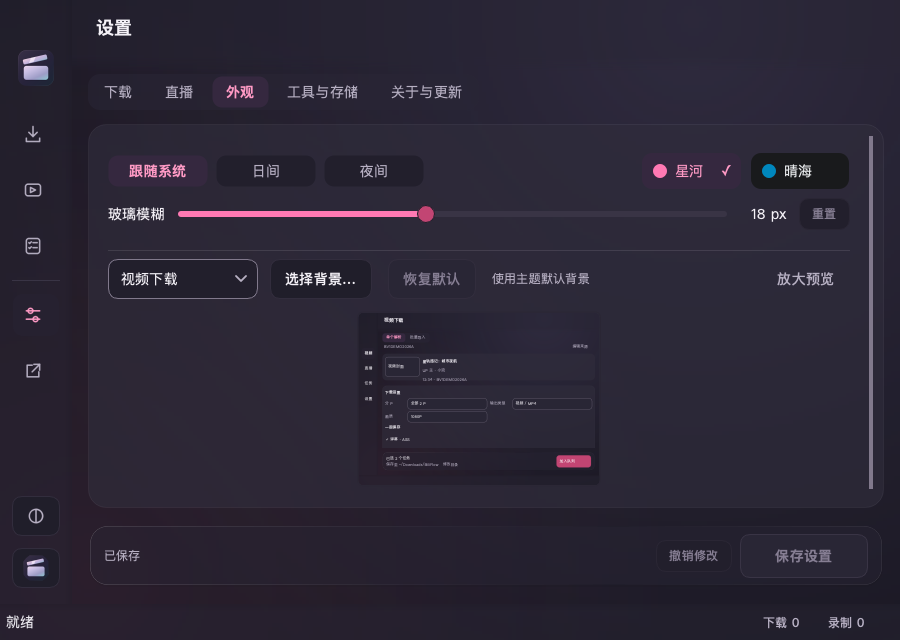 设置
下载 直播 外观 工具与存储 关于与更新
跟随系统 日间 夜间 星河 ✓ 晴海
玻璃模糊 18 px 重置
视频下载 选择背景... 恢复默认 使用主题默认背景 放大预览
视频下载
已保存 撤销修改 保存设置
就绪 下载 0 录制 0